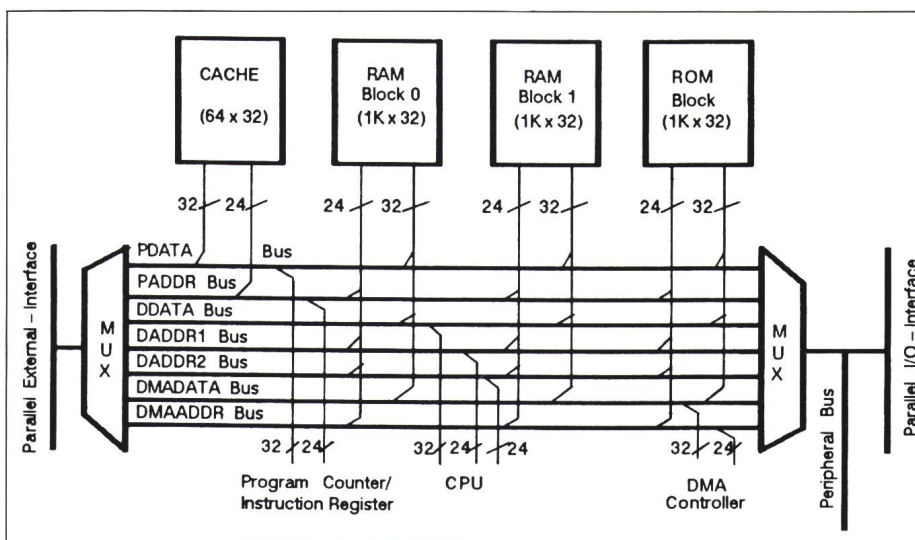 CACHE
(64 x 32)
RAM
Block 0
(1K x 32)
RAM
Block 1
(1K x 32)
ROM
Block
(1K x 32)
32 24
24 32
24 32
24 32
PDATA Bus
PADDR Bus
DDATA Bus
DADDR1 Bus
DADDR2 Bus
DMADATA Bus
DMAADDR Bus
Parallel External – Interface
MUX
MUX
Peripheral Bus
Parallel I/O – Interface
32 24
32 24 24
32 24
Program Counter/
Instruction Register
CPU
DMA
Controller